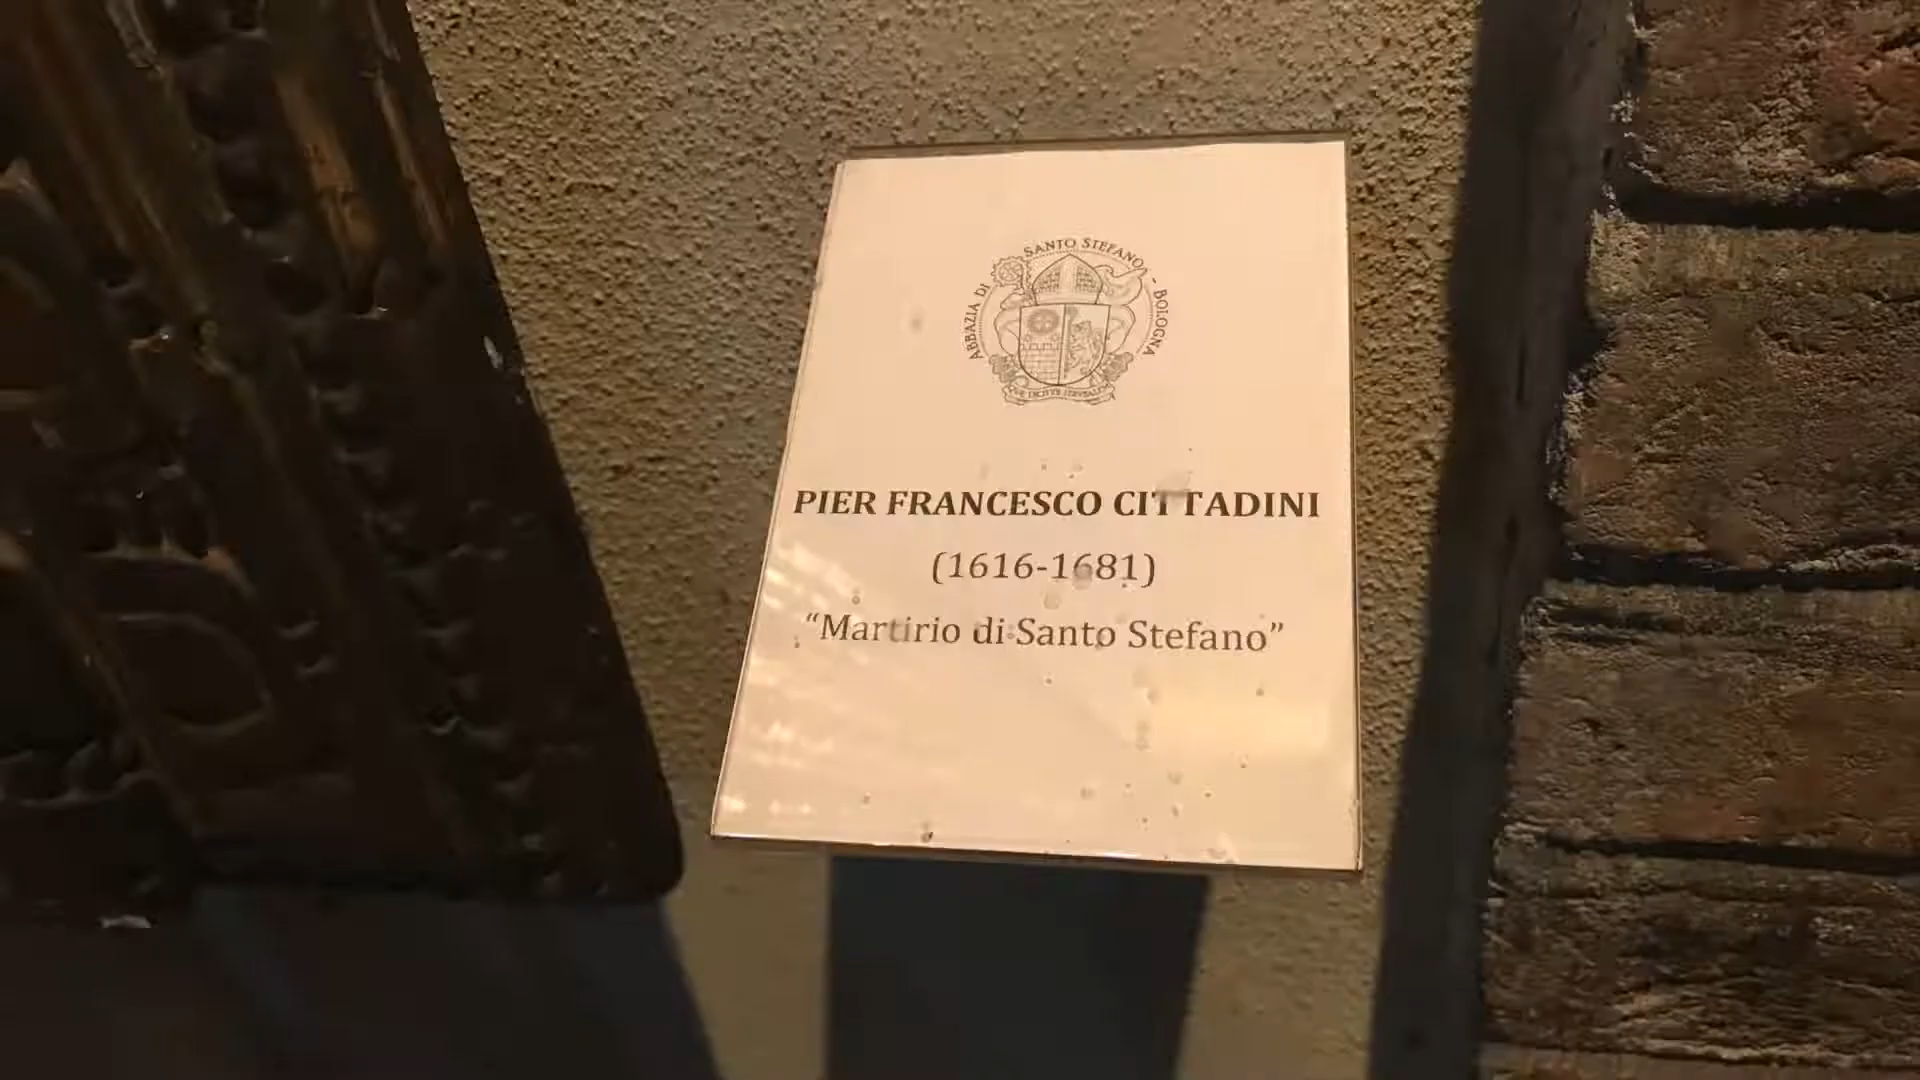 ABBAZIA DI SANTO STEFANO - BOLOGNA
PIER FRANCESCO CITTADINI
(1616-1681)
“Martirio di Santo Stefano”